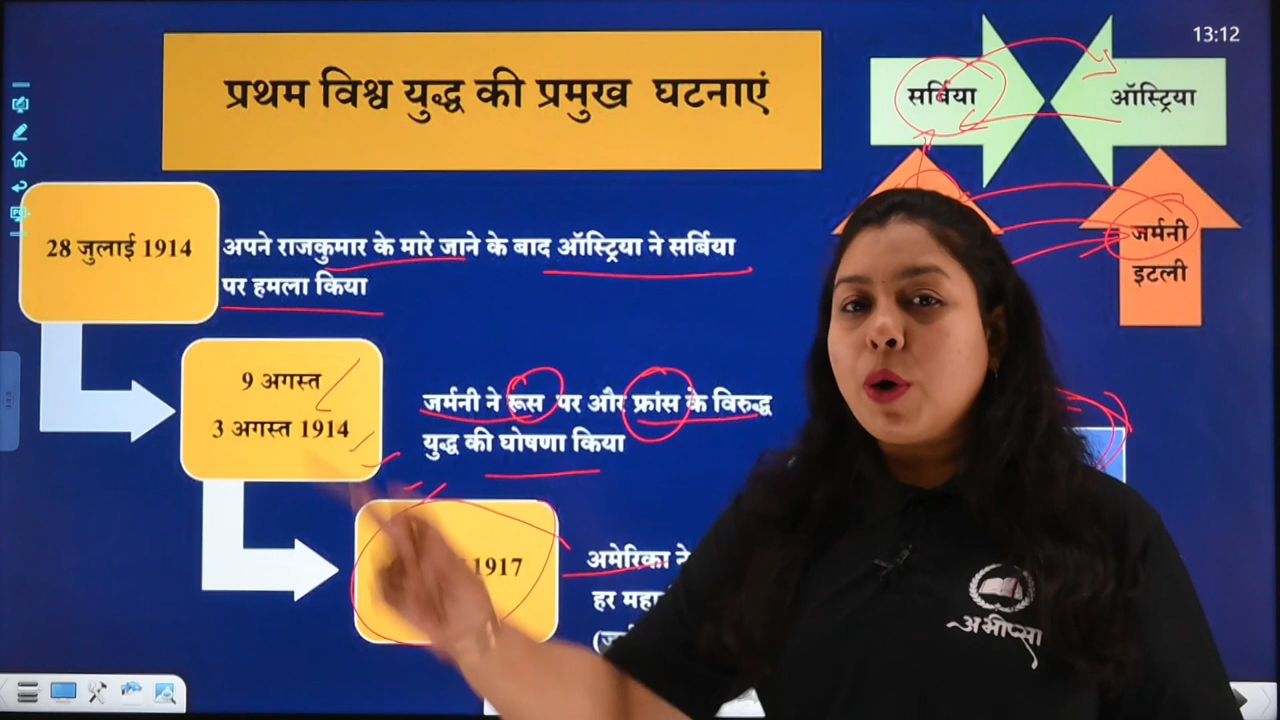 13:12
प्रथम विश्व युद्ध की प्रमुख घटनाएं
सर्बिया
ऑस्ट्रिया
जर्मनी
इटली
28 जुलाई 1914
अपने राजकुमार के मारे जाने के बाद ऑस्ट्रिया ने सर्बिया
पर हमला किया
9 अगस्त
3 अगस्त 1914
जर्मनी ने रूस पर और फ्रांस के विरुद्ध
युद्ध की घोषणा किया
1917
अमेरिका ने
हर
अभीप्सा